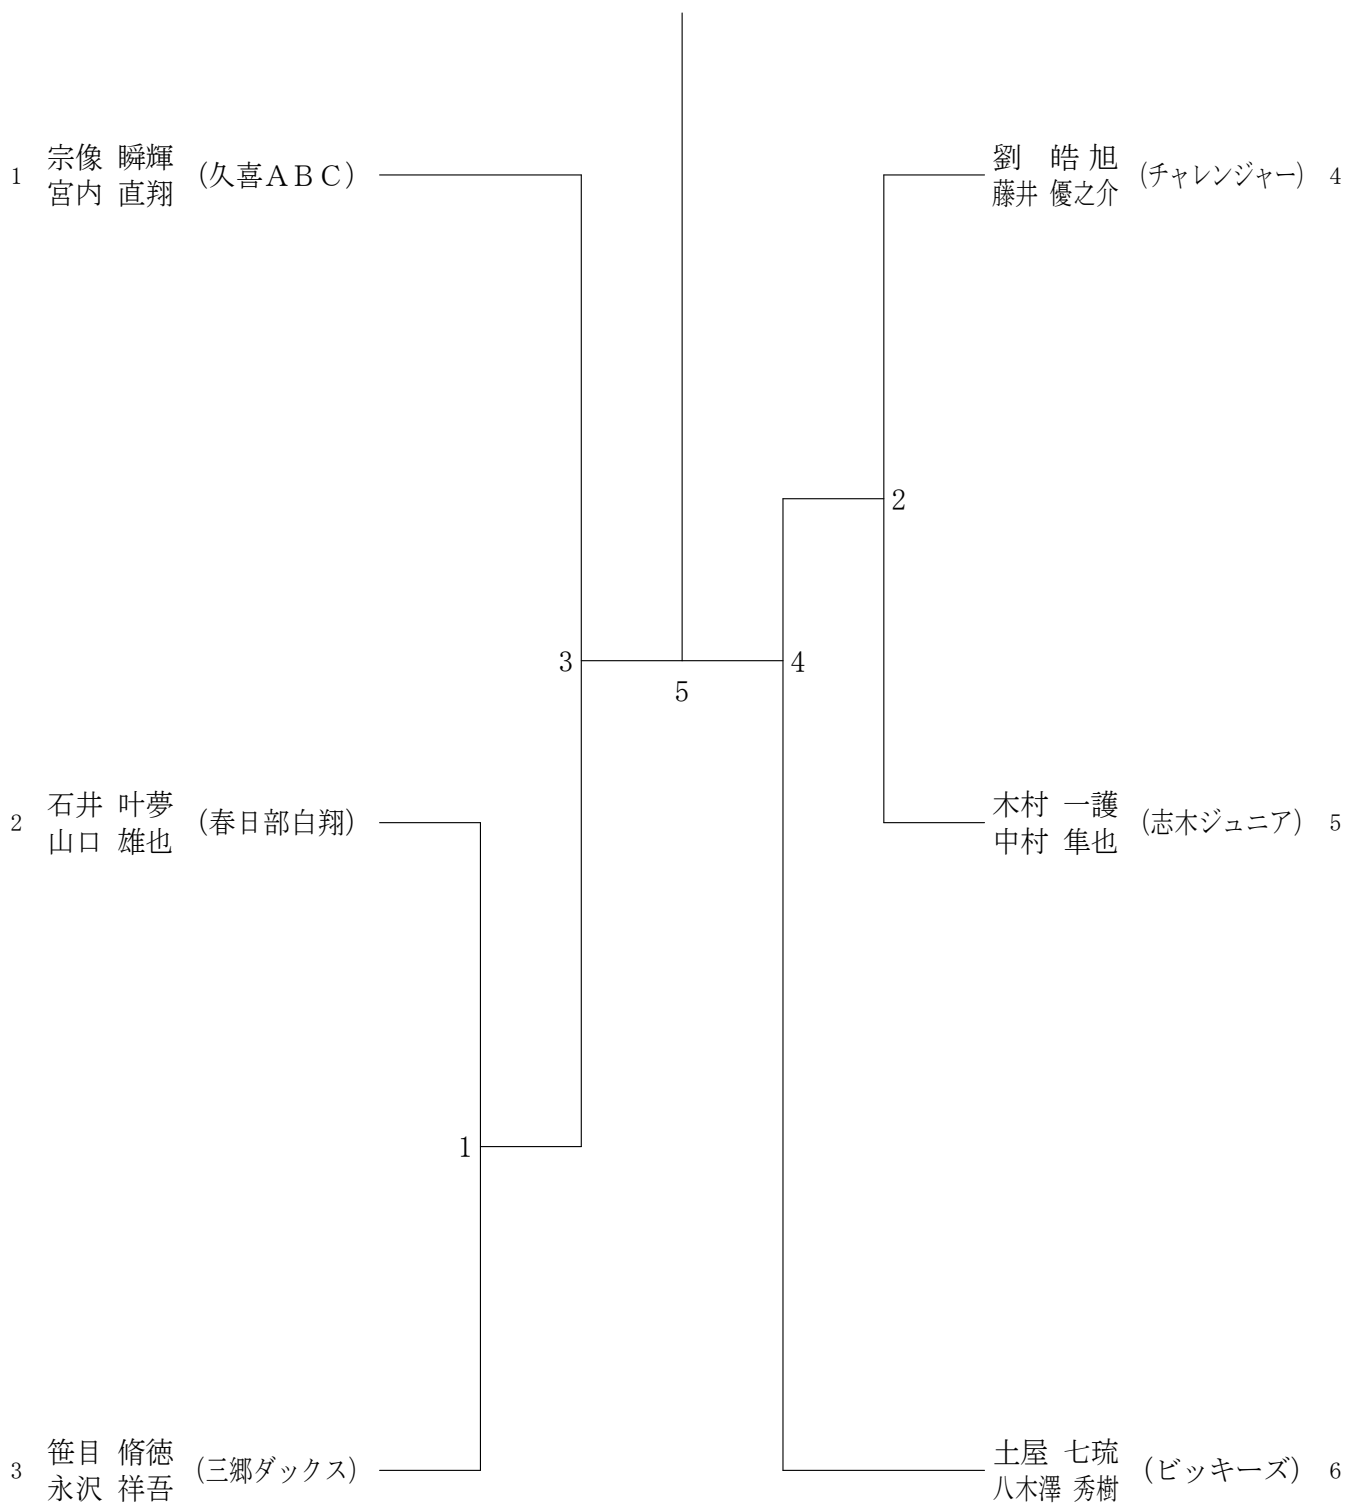 1 宗像 瞬輝 (久喜ＡＢＣ)
宮内 直翔
2 石井 叶夢 (春日部白翔)
山口 雄也
3 笹目 脩徳 (三郷ダックス)
永沢 祥吾
1
3
5
4
2
劉 皓旭 (チャレンジャー) 4
藤井 優之介
木村 一護 (志木ジュニア) 5
中村 隼也
土屋 七琉 (ビッキーズ) 6
八木澤 秀樹